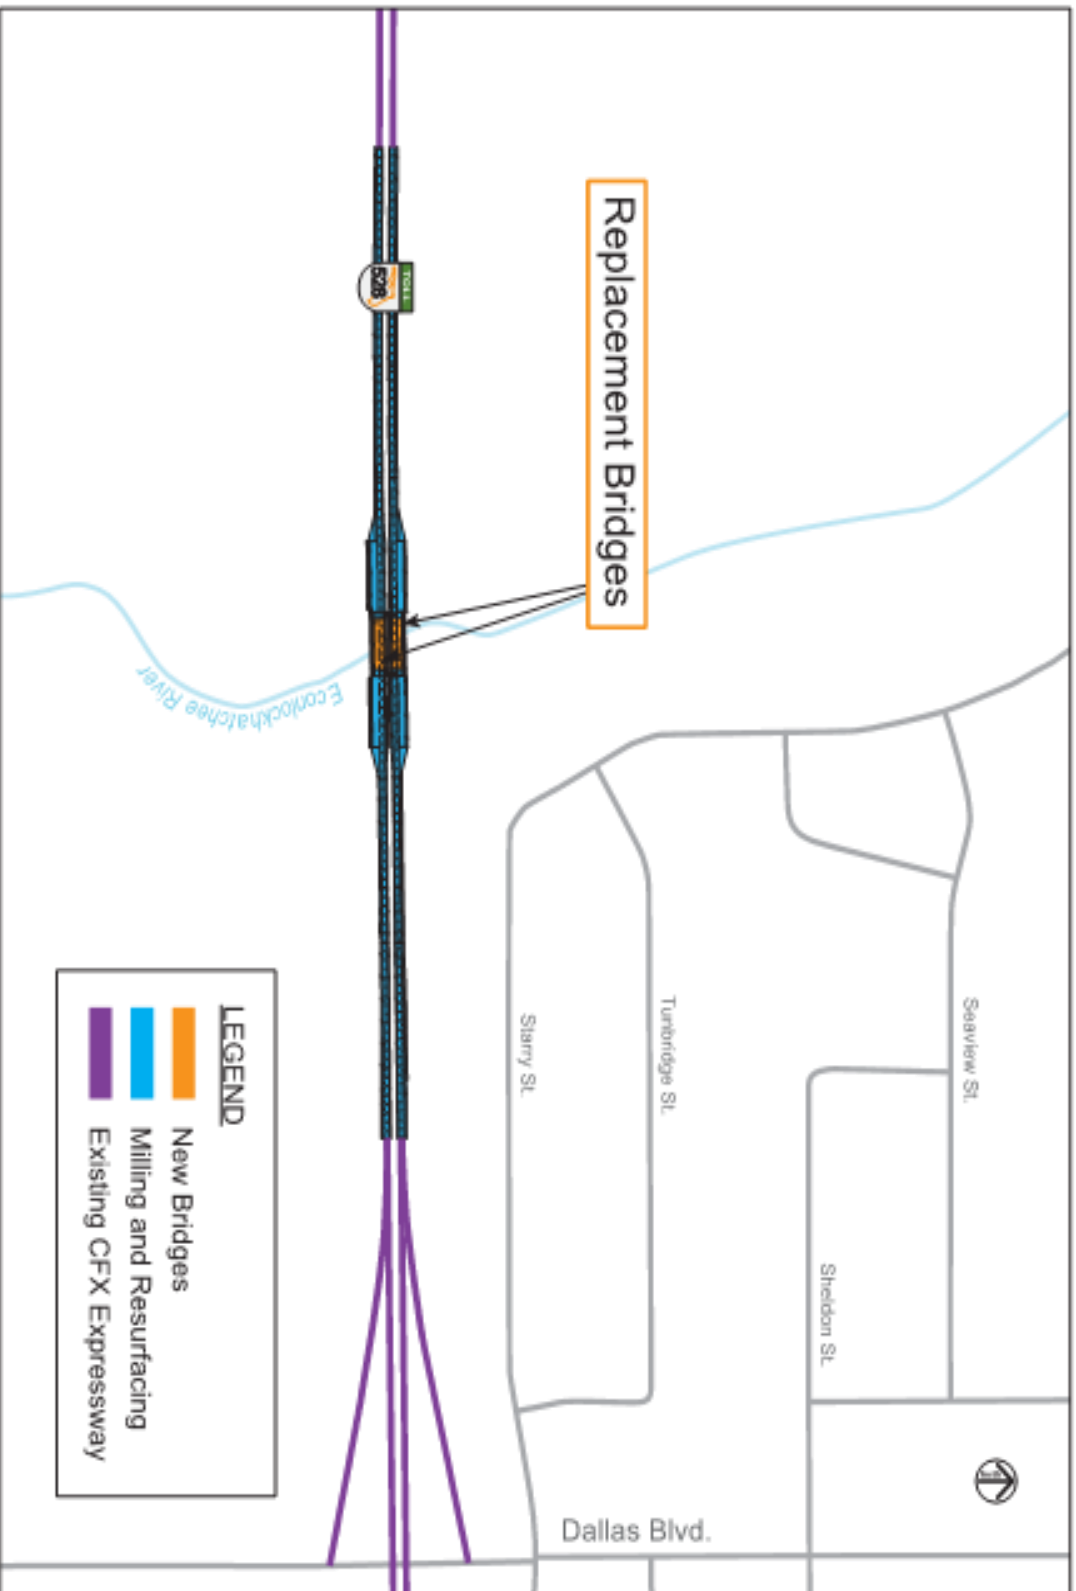 Replacement Bridges
TOLL
528
Econlockhatchee River
Seaview St.
Tunbridge St.
Starry St.
Sheldon St.
Dallas Blvd.
LEGEND
New Bridges
Milling and Resurfacing
Existing CFX Expressway